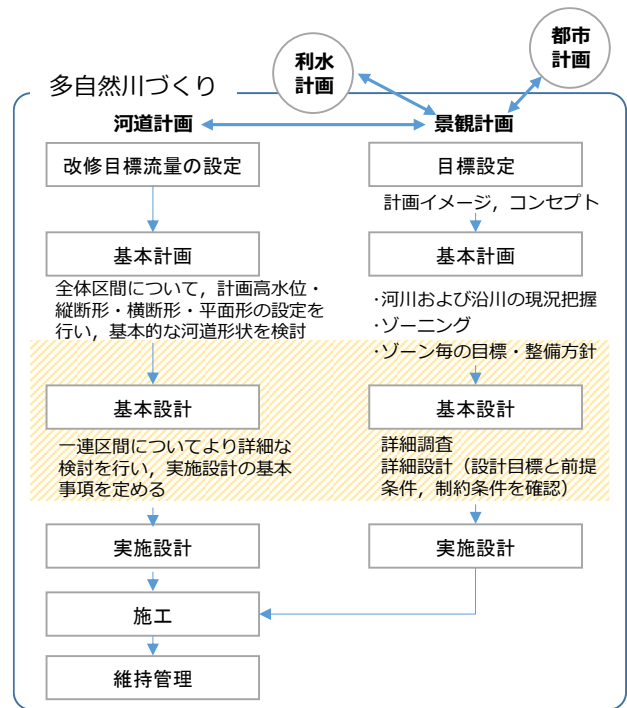 都市
計画
利水
計画
多自然川づくり
河道計画
景観計画
改修目標流量の設定
目標設定
計画イメージ，コンセプト
基本計画
基本計画
全体区間について，計画高水位・
縦断形・横断形・平面形の設定を
行い，基本的な河道形状を検討
・河川および沿川の現況把握
・ゾーニング
・ゾーン毎の目標・整備方針
基本設計
基本設計
一連区間についてより詳細な
検討を行い，実施設計の基本
事項を定める
詳細調査
詳細設計（設計目標と前提
条件，制約条件を確認）
実施設計
実施設計
施工
維持管理